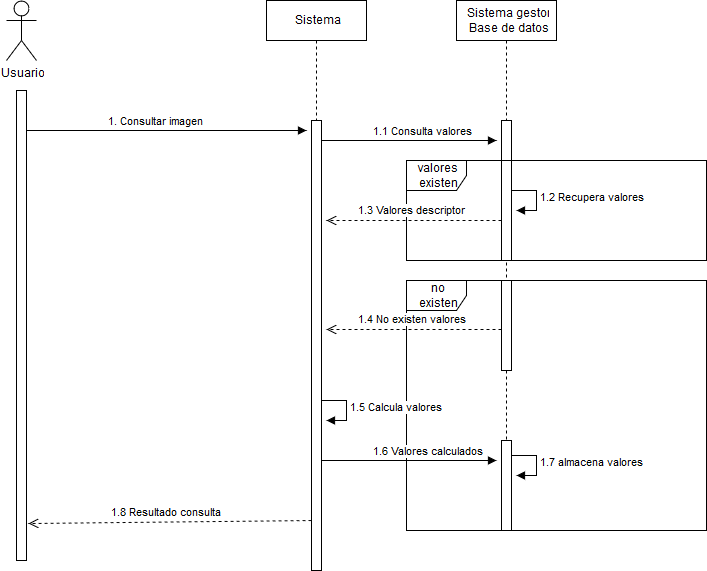 Sistema
Sistema gestor
Base de datos
Usuario
1. Consultar imagen
1.1 Consulta valores
valores
existen
1.2 Recupera valores
1.3 Valores descriptor
no
existen
1.4 No existen valores
1.5 Calcula valores
1.6 Valores calculados
1.7 almacena valores
1.8 Resultado consulta